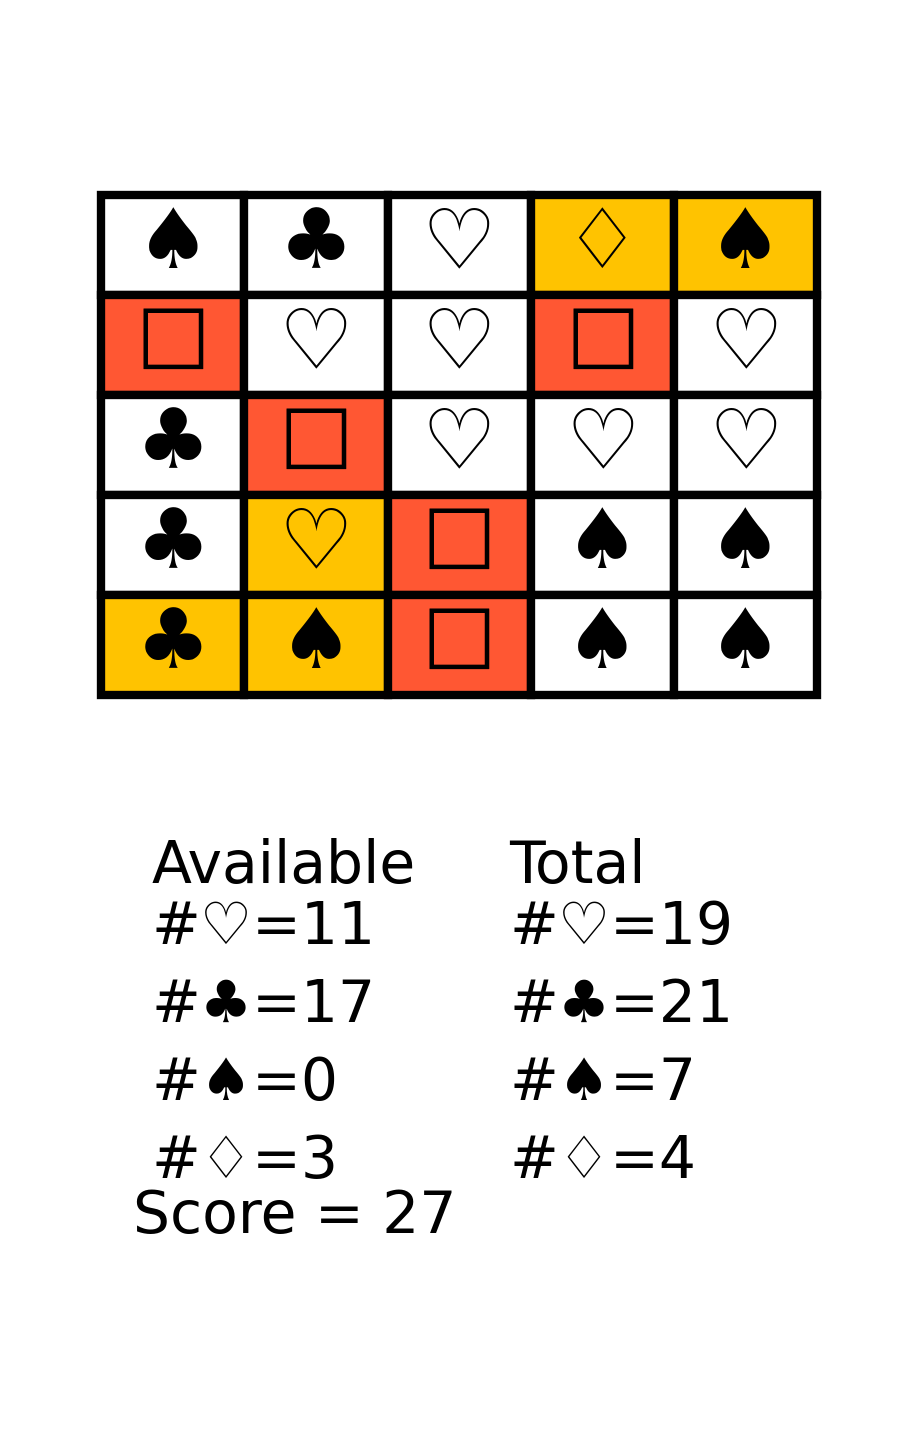 ♠ ♣ ♡ ♢ ♠
□ ♡ ♡ □ ♡
♣ □ ♡ ♡ ♡
♣ ♡ □ ♠ ♠
♣ ♠ □ ♠ ♠
Available Total
#♡=11 #♡=19
#♣=17 #♣=21
#♠=0 #♠=7
#♢=3 #♢=4
Score = 27